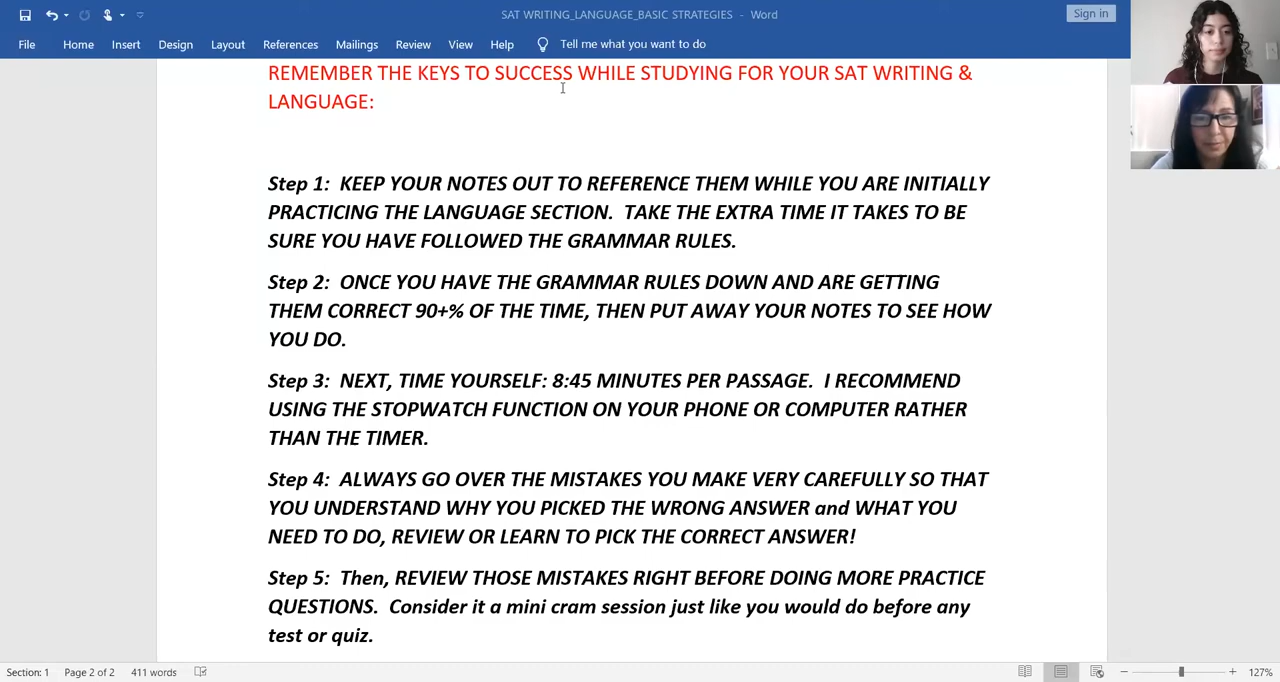 SAT WRITING_LANGUAGE_BASIC STRATEGIES - Word
Sign in
File Home Insert Design Layout References Mailings Review View Help Tell me what you want to do
REMEMBER THE KEYS TO SUCCESS WHILE STUDYING FOR YOUR SAT WRITING &
LANGUAGE:
Step 1: KEEP YOUR NOTES OUT TO REFERENCE THEM WHILE YOU ARE INITIALLY
PRACTICING THE LANGUAGE SECTION. TAKE THE EXTRA TIME IT TAKES TO BE
SURE YOU HAVE FOLLOWED THE GRAMMAR RULES.
Step 2: ONCE YOU HAVE THE GRAMMAR RULES DOWN AND ARE GETTING
THEM CORRECT 90+% OF THE TIME, THEN PUT AWAY YOUR NOTES TO SEE HOW
YOU DO.
Step 3: NEXT, TIME YOURSELF: 8:45 MINUTES PER PASSAGE. I RECOMMEND
USING THE STOPWATCH FUNCTION ON YOUR PHONE OR COMPUTER RATHER
THAN THE TIMER.
Step 4: ALWAYS GO OVER THE MISTAKES YOU MAKE VERY CAREFULLY SO THAT
YOU UNDERSTAND WHY YOU PICKED THE WRONG ANSWER and WHAT YOU
NEED TO DO, REVIEW OR LEARN TO PICK THE CORRECT ANSWER!
Step 5: Then, REVIEW THOSE MISTAKES RIGHT BEFORE DOING MORE PRACTICE
QUESTIONS. Consider it a mini cram session just like you would do before any
test or quiz.
Section: 1 Page 2 of 2 411 words 127%